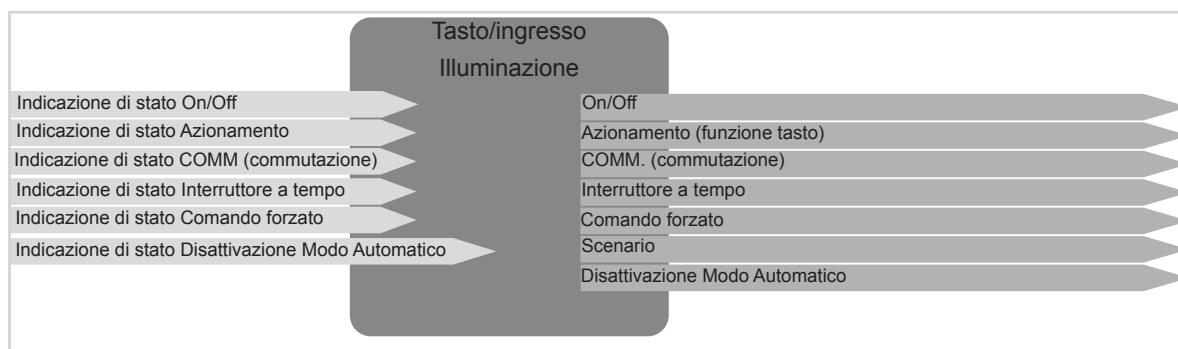 Tasto/ingresso
Illuminazione
Indicazione di stato On/Off
Indicazione di stato Azionamento
Indicazione di stato COMM (commutazione)
Indicazione di stato Interruttore a tempo
Indicazione di stato Comando forzato
Indicazione di stato Disattivazione Modo Automatico
On/Off
Azionamento (funzione tasto)
COMM. (commutazione)
Interruttore a tempo
Comando forzato
Scenario
Disattivazione Modo Automatico